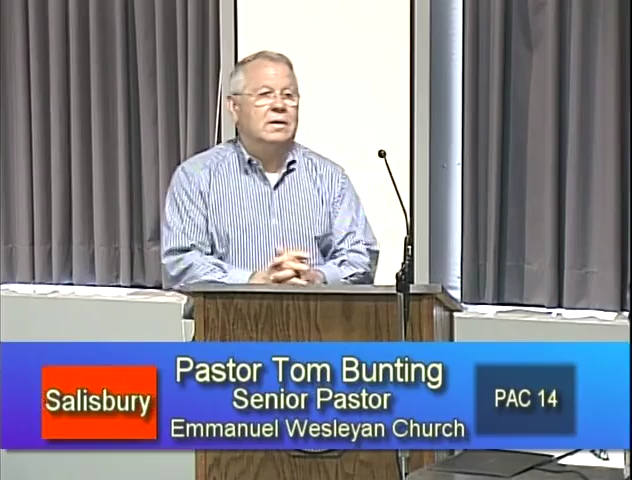 Pastor Tom Bunting
Senior Pastor
Emmanuel Wesleyan Church
Salisbury
PAC 14